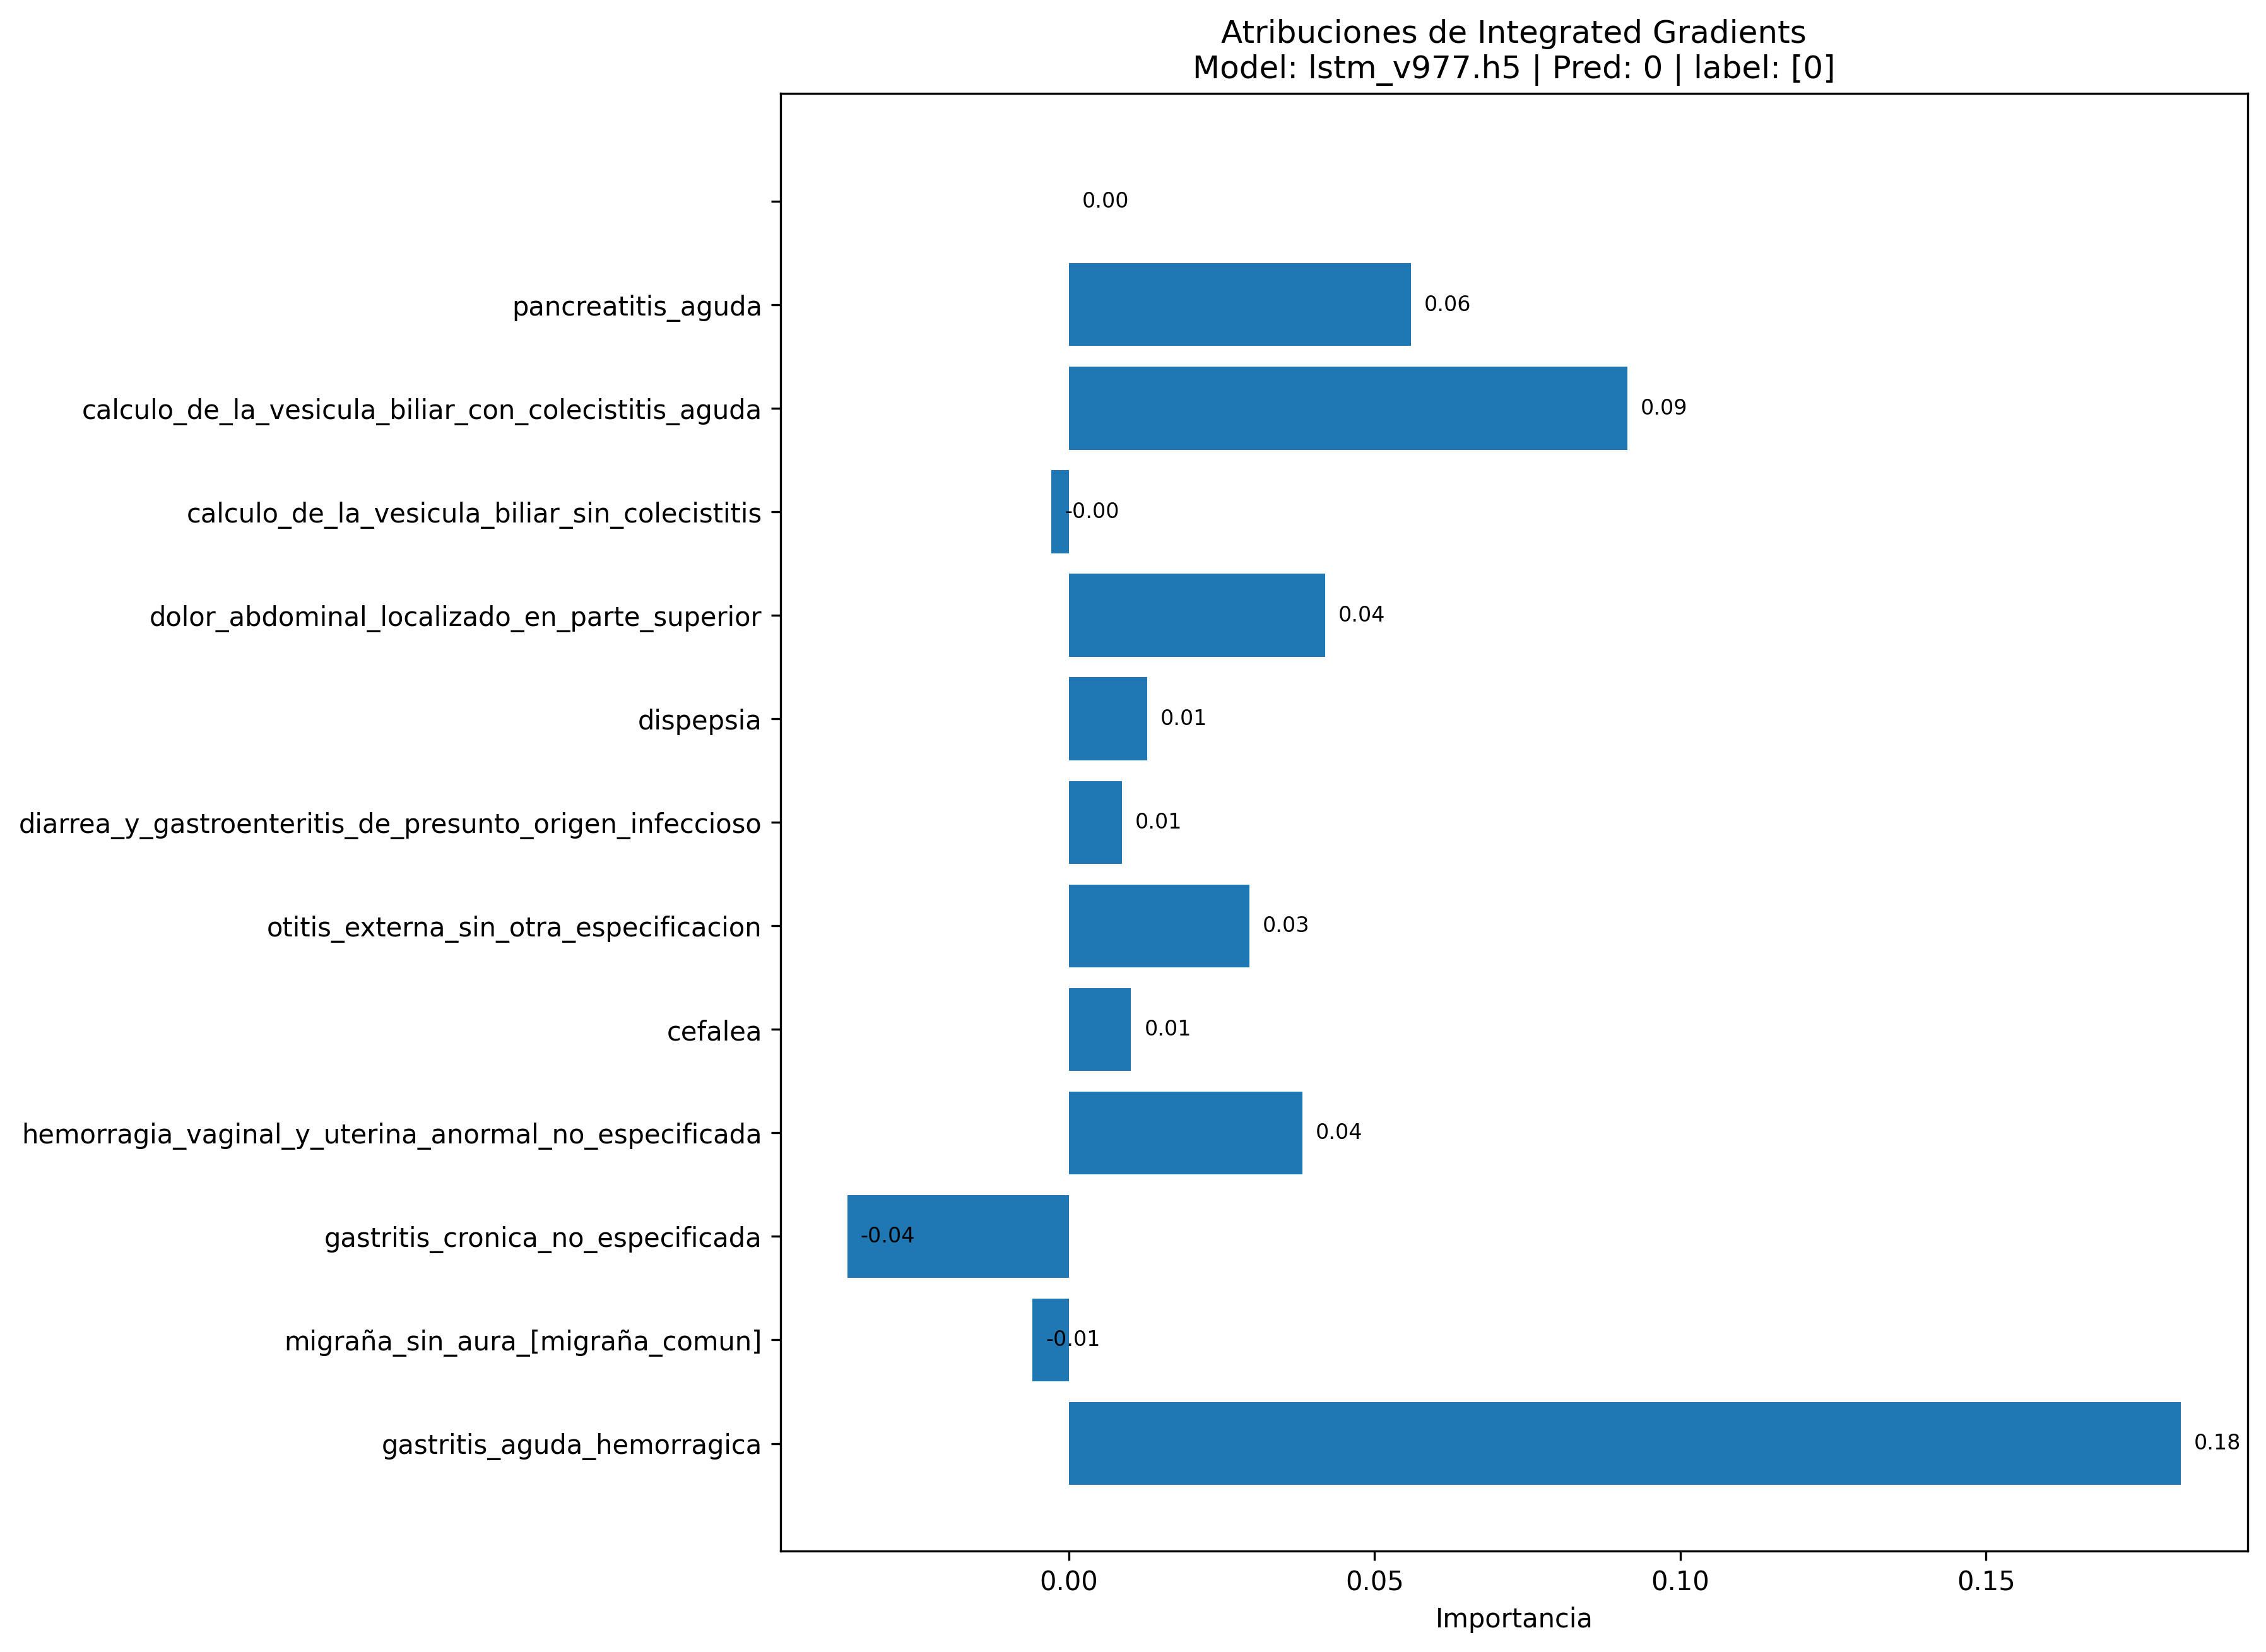 Atribuciones de Integrated Gradients
Model: lstm_v977.h5 | Pred: 0 | label: [0]
0.00
pancreatitis_aguda 0.06
calculo_de_la_vesicula_biliar_con_colecistitis_aguda 0.09
calculo_de_la_vesicula_biliar_sin_colecistitis -0.00
dolor_abdominal_localizado_en_parte_superior 0.04
dispepsia 0.01
diarrea_y_gastroenteritis_de_presunto_origen_infeccioso 0.01
otitis_externa_sin_otra_especificacion 0.03
cefalea 0.01
hemorragia_vaginal_y_uterina_anormal_no_especificada 0.04
gastritis_cronica_no_especificada -0.04
migraña_sin_aura_[migraña_comun] -0.01
gastritis_aguda_hemorragica 0.18
0.00 0.05 0.10 0.15
Importancia